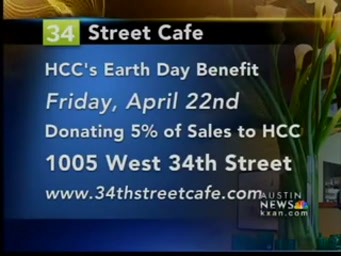 34 Street Cafe
HCC's Earth Day Benefit
Friday, April 22nd
Donating 5% of Sales to HCC
1005 West 34th Street
www.34thstreetcafe.com
AUSTIN
NEWS
kxan.com